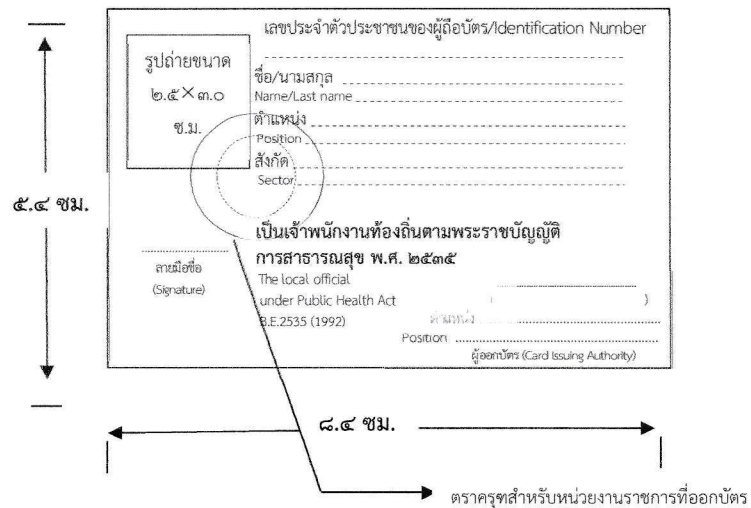 เลขประจำตัวประชาชนของผู้ถือบัตร/Identification Number
รูปถ่ายขนาด
๒.๕×๓.๐
ซ.ม.
ชื่อ/นามสกุล
Name/Last name
ตำแหน่ง
Position
สังกัด
Sector
๕.๔ ซม.
เป็นเจ้าพนักงานท้องถิ่นตามพระราชบัญญัติ
การสาธารณสุข พ.ศ. ๒๕๓๕
ลายมือชื่อ
(Signature)
The local official
under Public Health Act
B.E.2535 (1992)
( )
ตำแหน่ง
Position
ผู้ออกบัตร (Card Issuing Authority)
๘.๔ ซม.
ตราครุฑสำหรับหน่วยงานราชการที่ออกบัตร